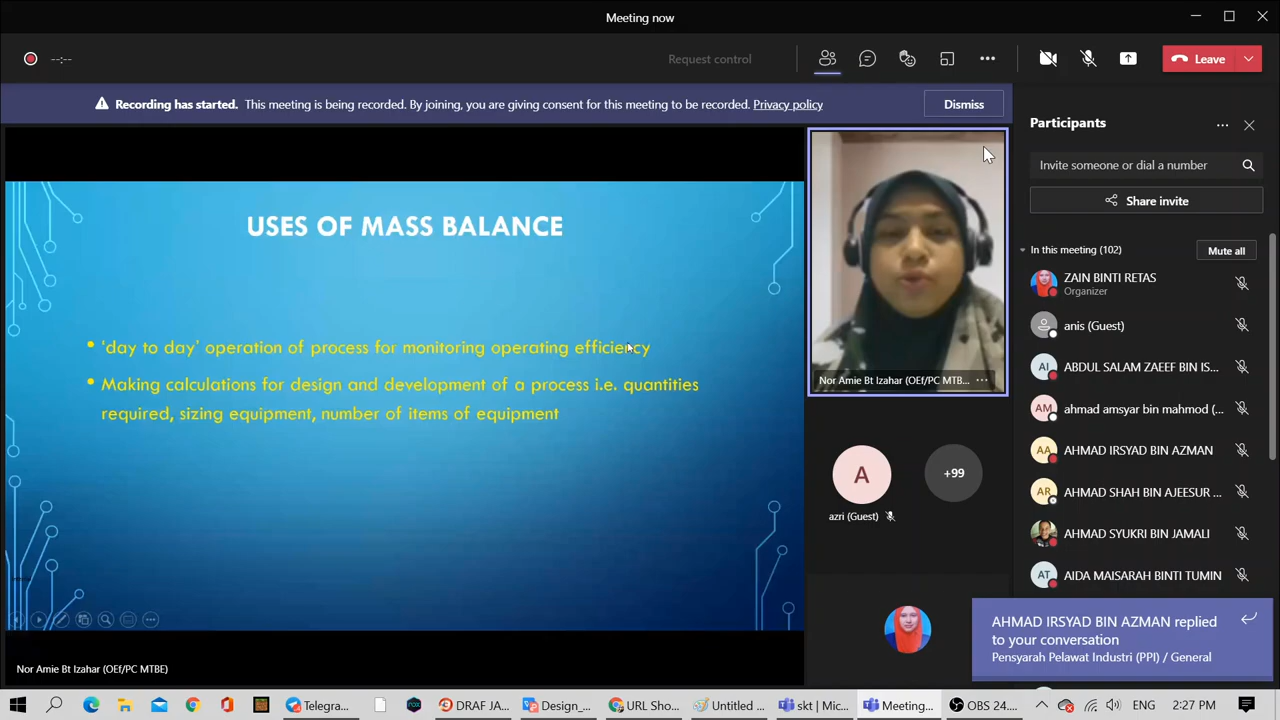 Meeting now
--:--
Request control
Leave
Recording has started. This meeting is being recorded. By joining, you are giving consent for this meeting to be recorded. Privacy policy
Dismiss
USES OF MASS BALANCE
• 'day to day' operation of process for monitoring operating efficiency
• Making calculations for design and development of a process i.e. quantities
required, sizing equipment, number of items of equipment
Nor Amie Bt Izahar (OEf/PC MTBE)
Nor Amie Bt Izahar (OEf/PC MTB...
A
azri (Guest)
+99
Participants
Invite someone or dial a number
Share invite
In this meeting (102)
Mute all
ZAIN BINTI RETAS
Organizer
anis (Guest)
AI
ABDUL SALAM ZAEEF BIN IS...
AM
ahmad amsyar bin mahmod (...
AA
AHMAD IRSYAD BIN AZMAN
AR
AHMAD SHAH BIN AJEESUR ...
AHMAD SYUKRI BIN JAMALI
AT
AIDA MAISARAH BINTI TUMIN
AHMAD IRSYAD BIN AZMAN replied
to your conversation
Pensyarah Pelawat Industri (PPI) / General
Telegra...
DRAF JA...
Design_...
URL Sho...
Untitled ...
skt | Mic...
Meeting...
OBS 24....
ENG
2:27 PM